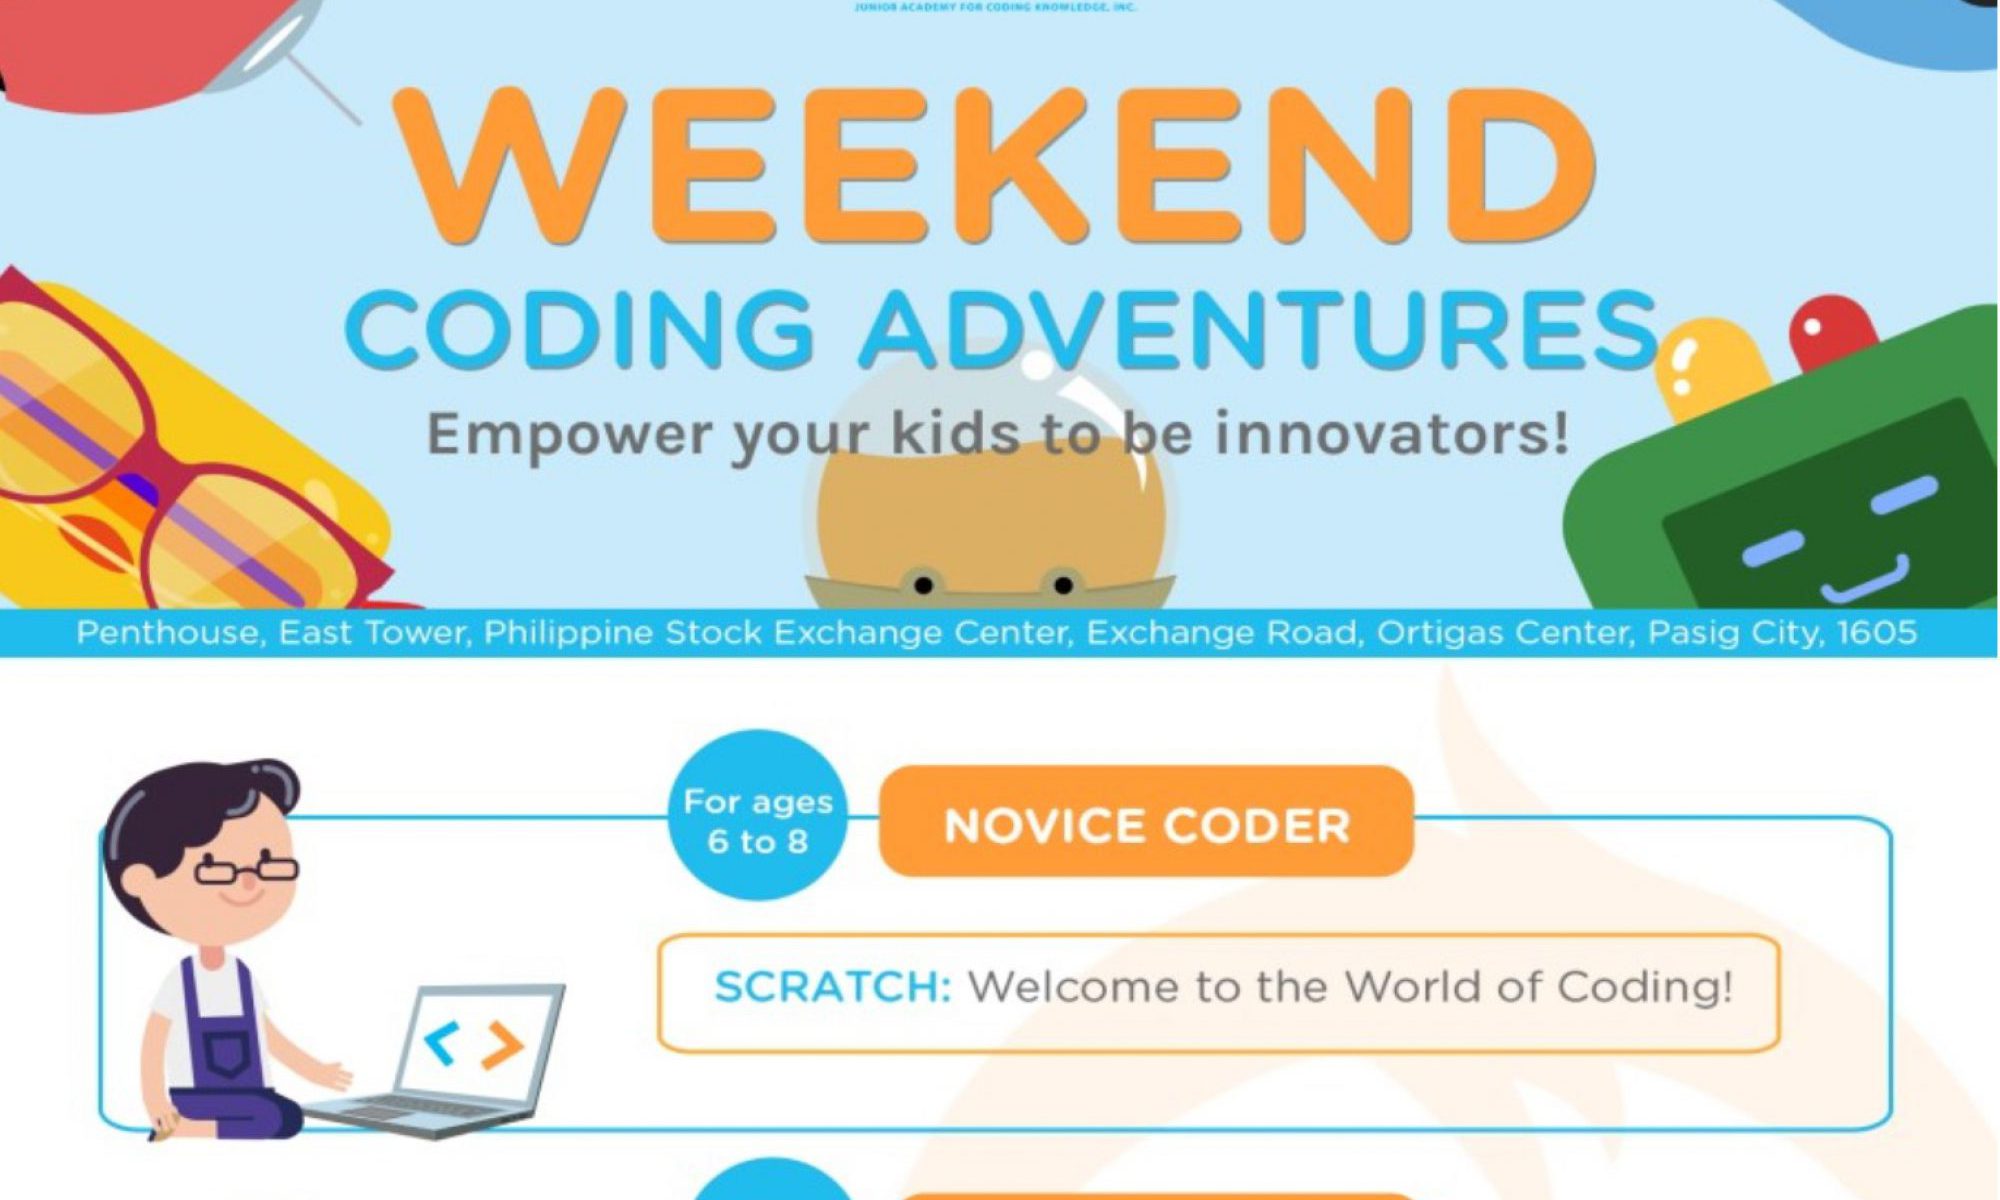 JUNIOR ACADEMY FOR CODING KNOWLEDGE, INC.
WEEKEND
CODING ADVENTURES
Empower your kids to be innovators!
Penthouse, East Tower, Philippine Stock Exchange Center, Exchange Road, Ortigas Center, Pasig City, 1605
For ages
6 to 8
NOVICE CODER
SCRATCH: Welcome to the World of Coding!
< >